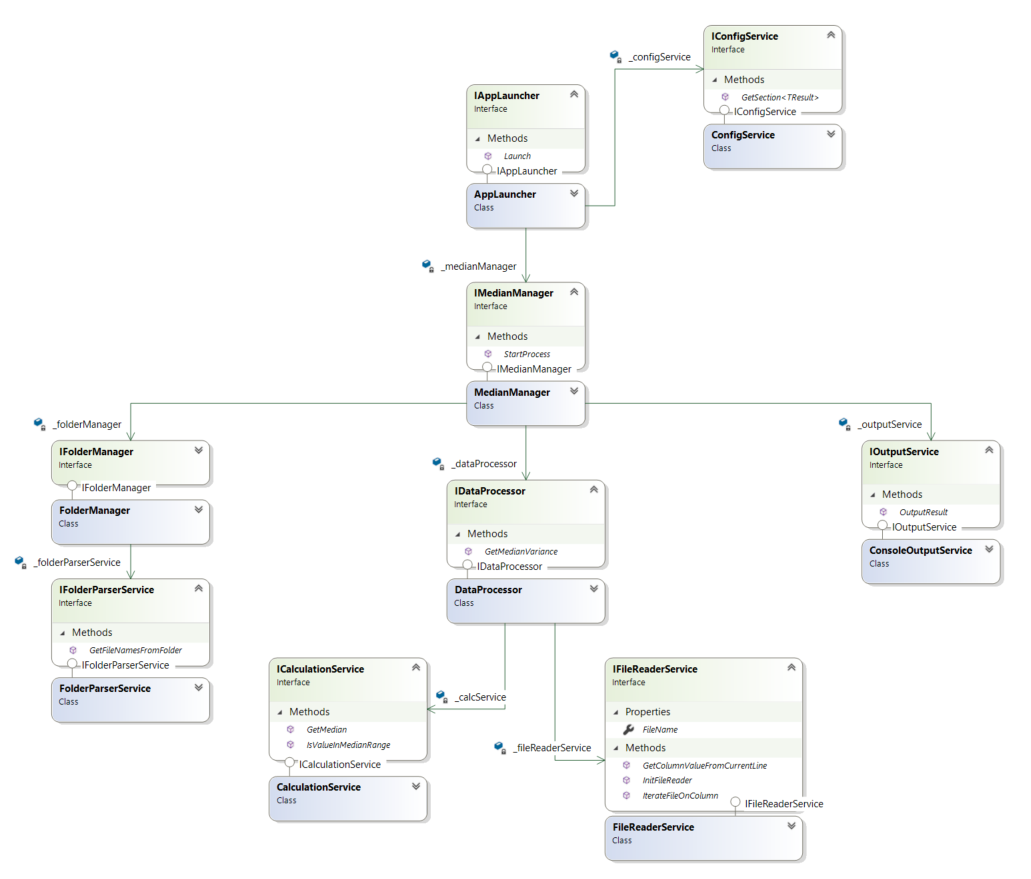 IConfigService
Interface
Methods
GetSection<TResult>
IConfigService
ConfigService
Class
_configService
IAppLauncher
Interface
Methods
Launch
IAppLauncher
AppLauncher
Class
_medianManager
IMedianManager
Interface
Methods
StartProcess
IMedianManager
MedianManager
Class
_folderManager
IFolderManager
Interface
IFolderManager
FolderManager
Class
_folderParserService
IFolderParserService
Interface
Methods
GetFileNamesFromFolder
IFolderParserService
FolderParserService
Class
_dataProcessor
IDataProcessor
Interface
Methods
GetMedianVariance
IDataProcessor
DataProcessor
Class
_outputService
IOutputService
Interface
Methods
OutputResult
IOutputService
ConsoleOutputService
Class
ICalculationService
Interface
Methods
GetMedian
IsValueInMedianRange
ICalculationService
CalculationService
Class
_calcService
_fileReaderService
IFileReaderService
Interface
Properties
FileName
Methods
GetColumnValueFromCurrentLine
InitFileReader
IterateFileOnColumn
IFileReaderService
FileReaderService
Class